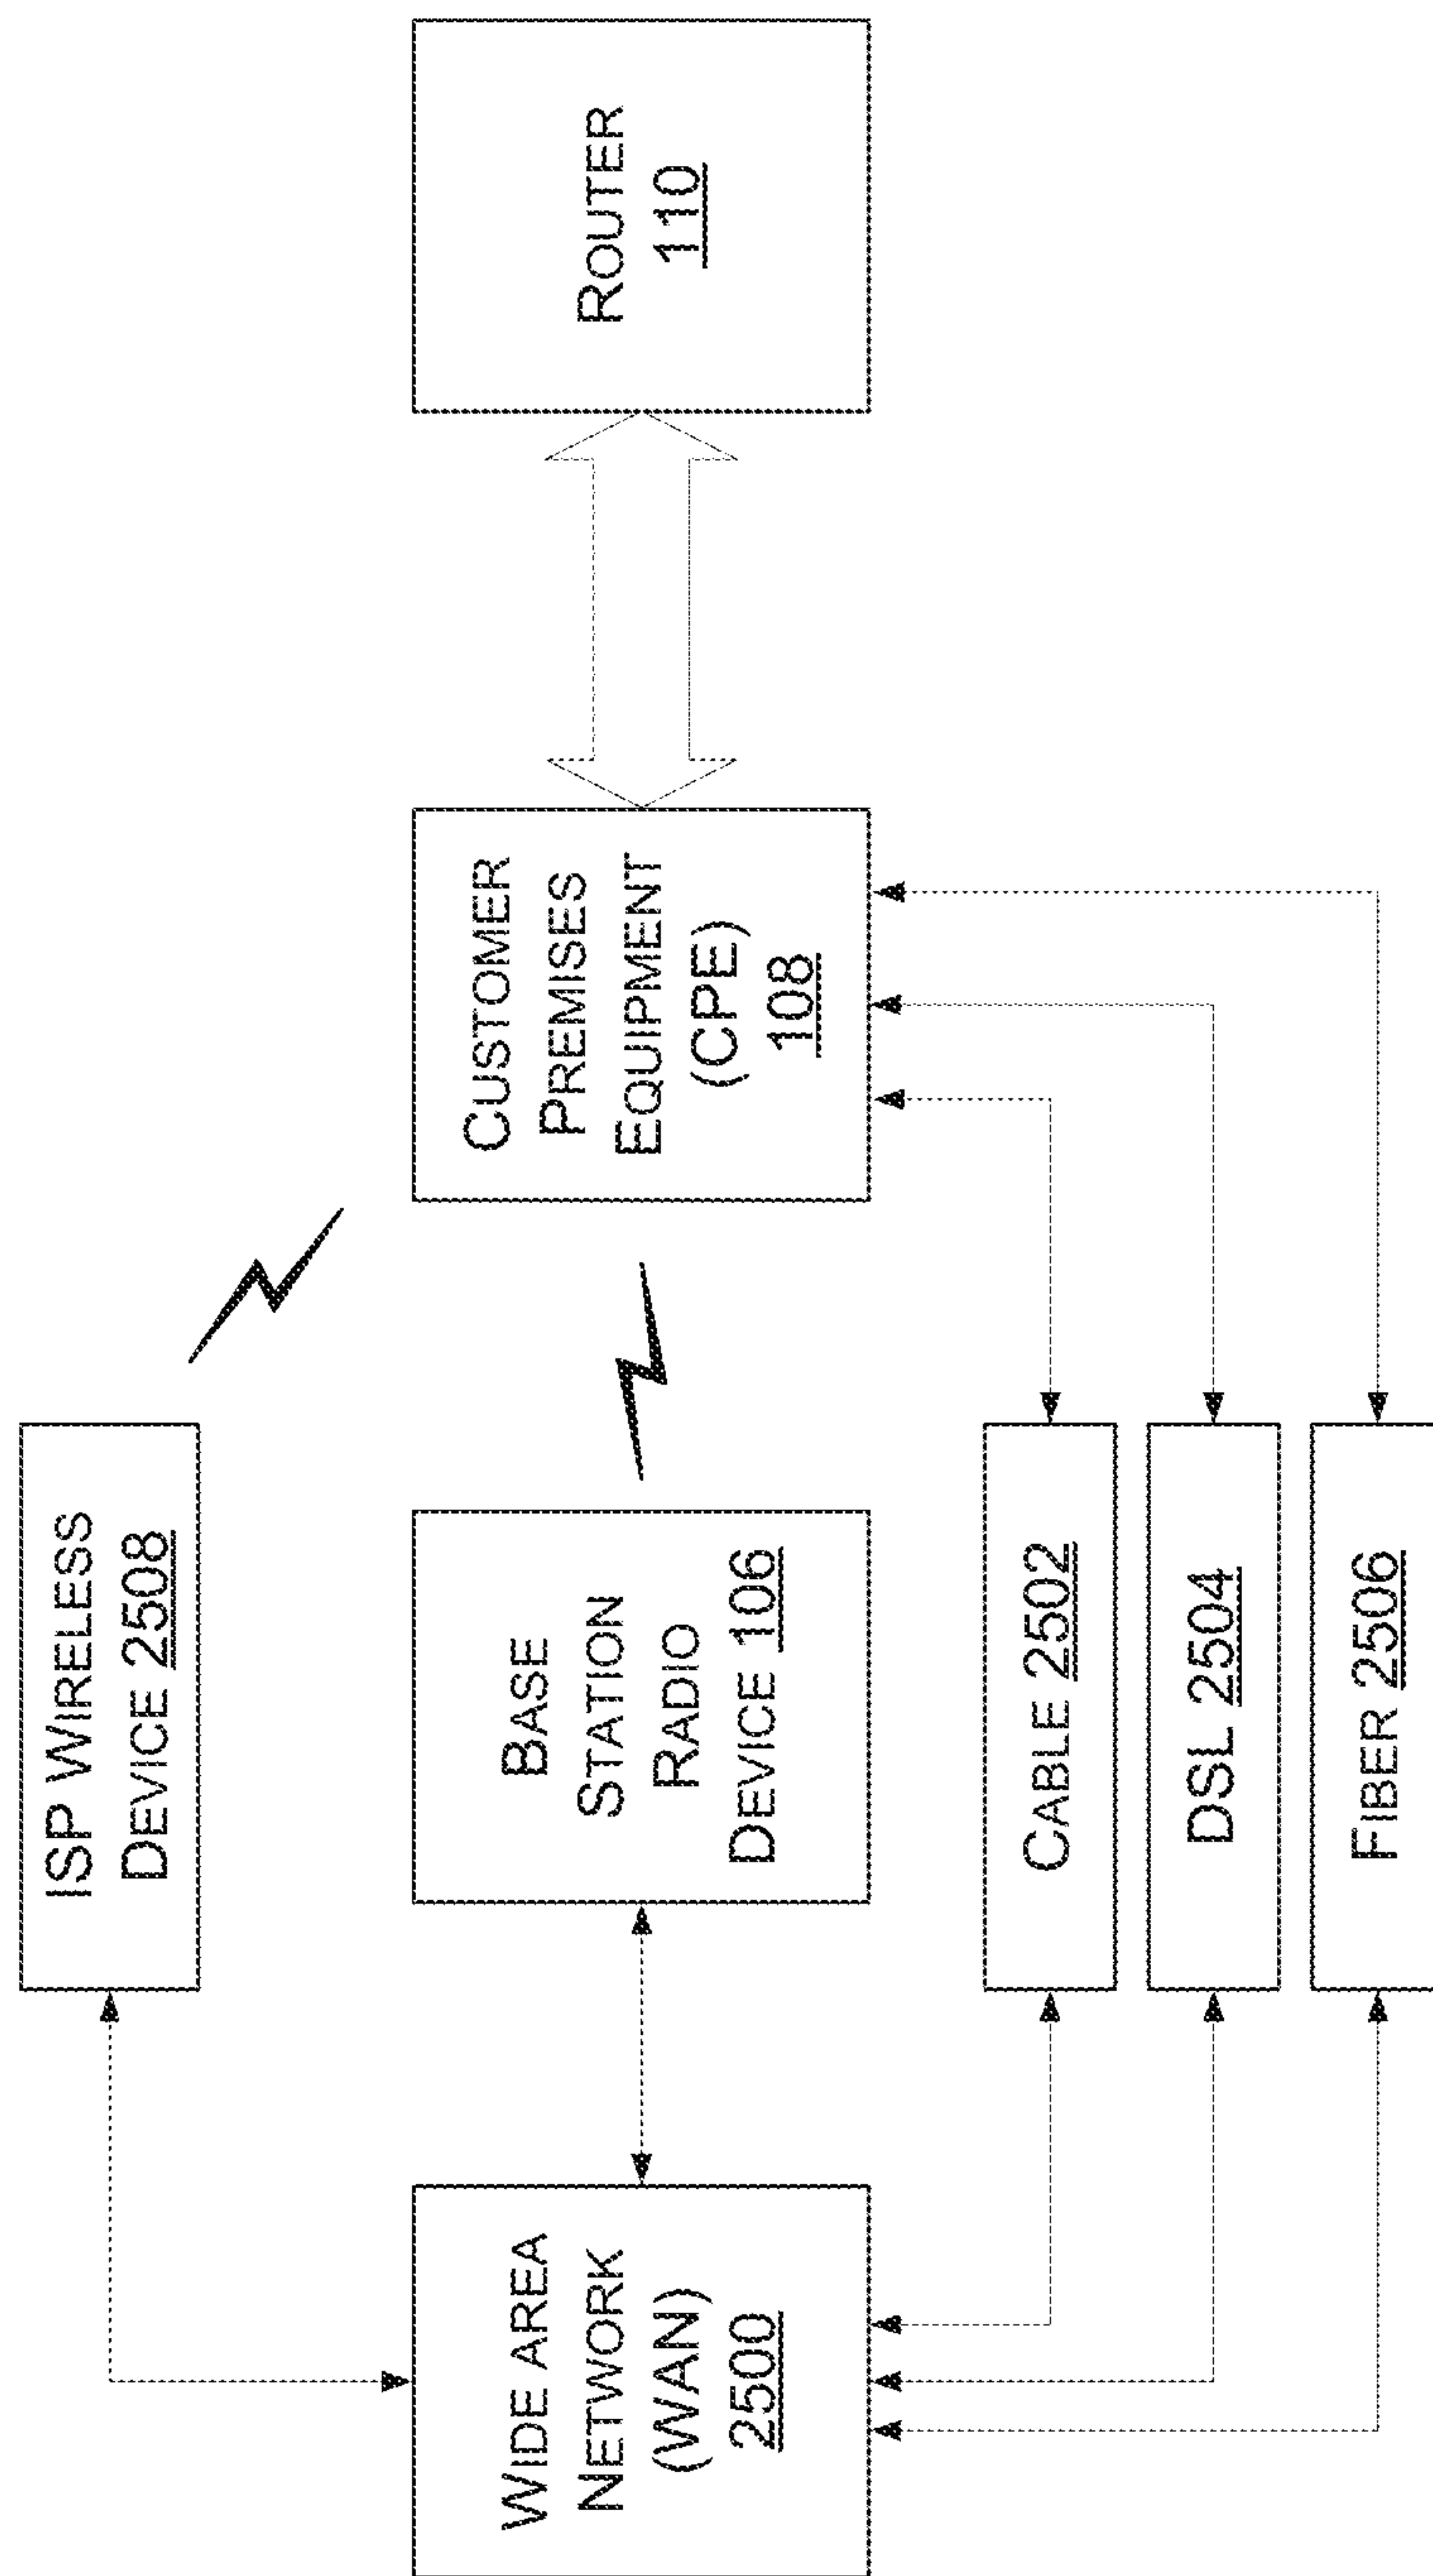 ISP WIRELESS
DEVICE 2508
WIDE AREA
NETWORK
(WAN)
2500
BASE
STATION
RADIO
DEVICE 106
CUSTOMER
PREMISES
EQUIPMENT
(CPE)
108
ROUTER
110
CABLE 2502
DSL 2504
FIBER 2506